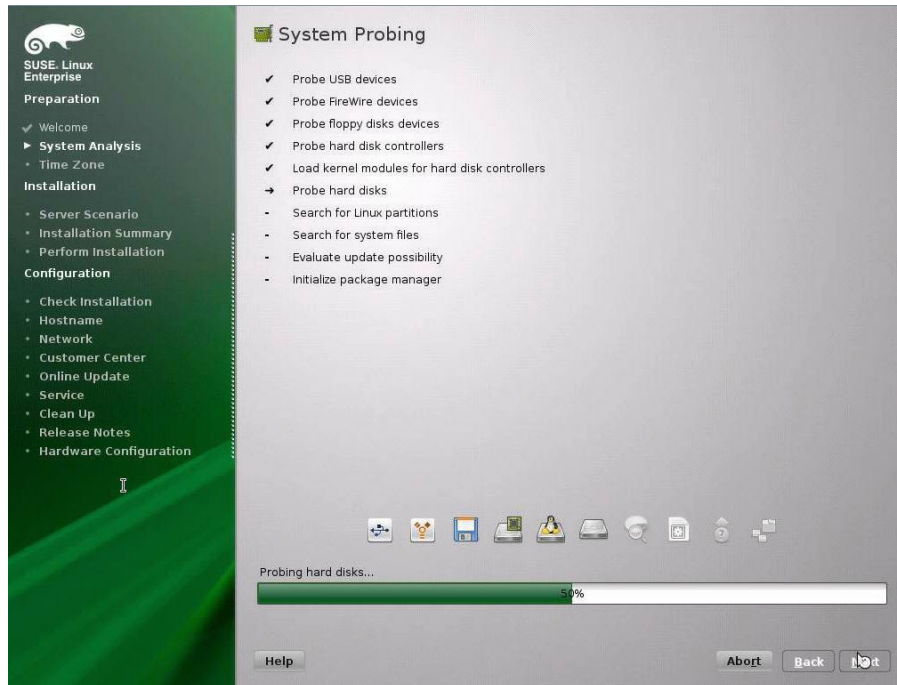 SUSE. Linux
Enterprise
Preparation
Welcome
System Analysis
Time Zone
Installation
Server Scenario
Installation Summary
Perform Installation
Configuration
Check Installation
Hostname
Network
Customer Center
Online Update
Service
Clean Up
Release Notes
Hardware Configuration
System Probing
Probe USB devices
Probe FireWire devices
Probe floppy disks devices
Probe hard disk controllers
Load kernel modules for hard disk controllers
Probe hard disks
Search for Linux partitions
Search for system files
Evaluate update possibility
Initialize package manager
Probing hard disks...
50%
Help
Abort
Back